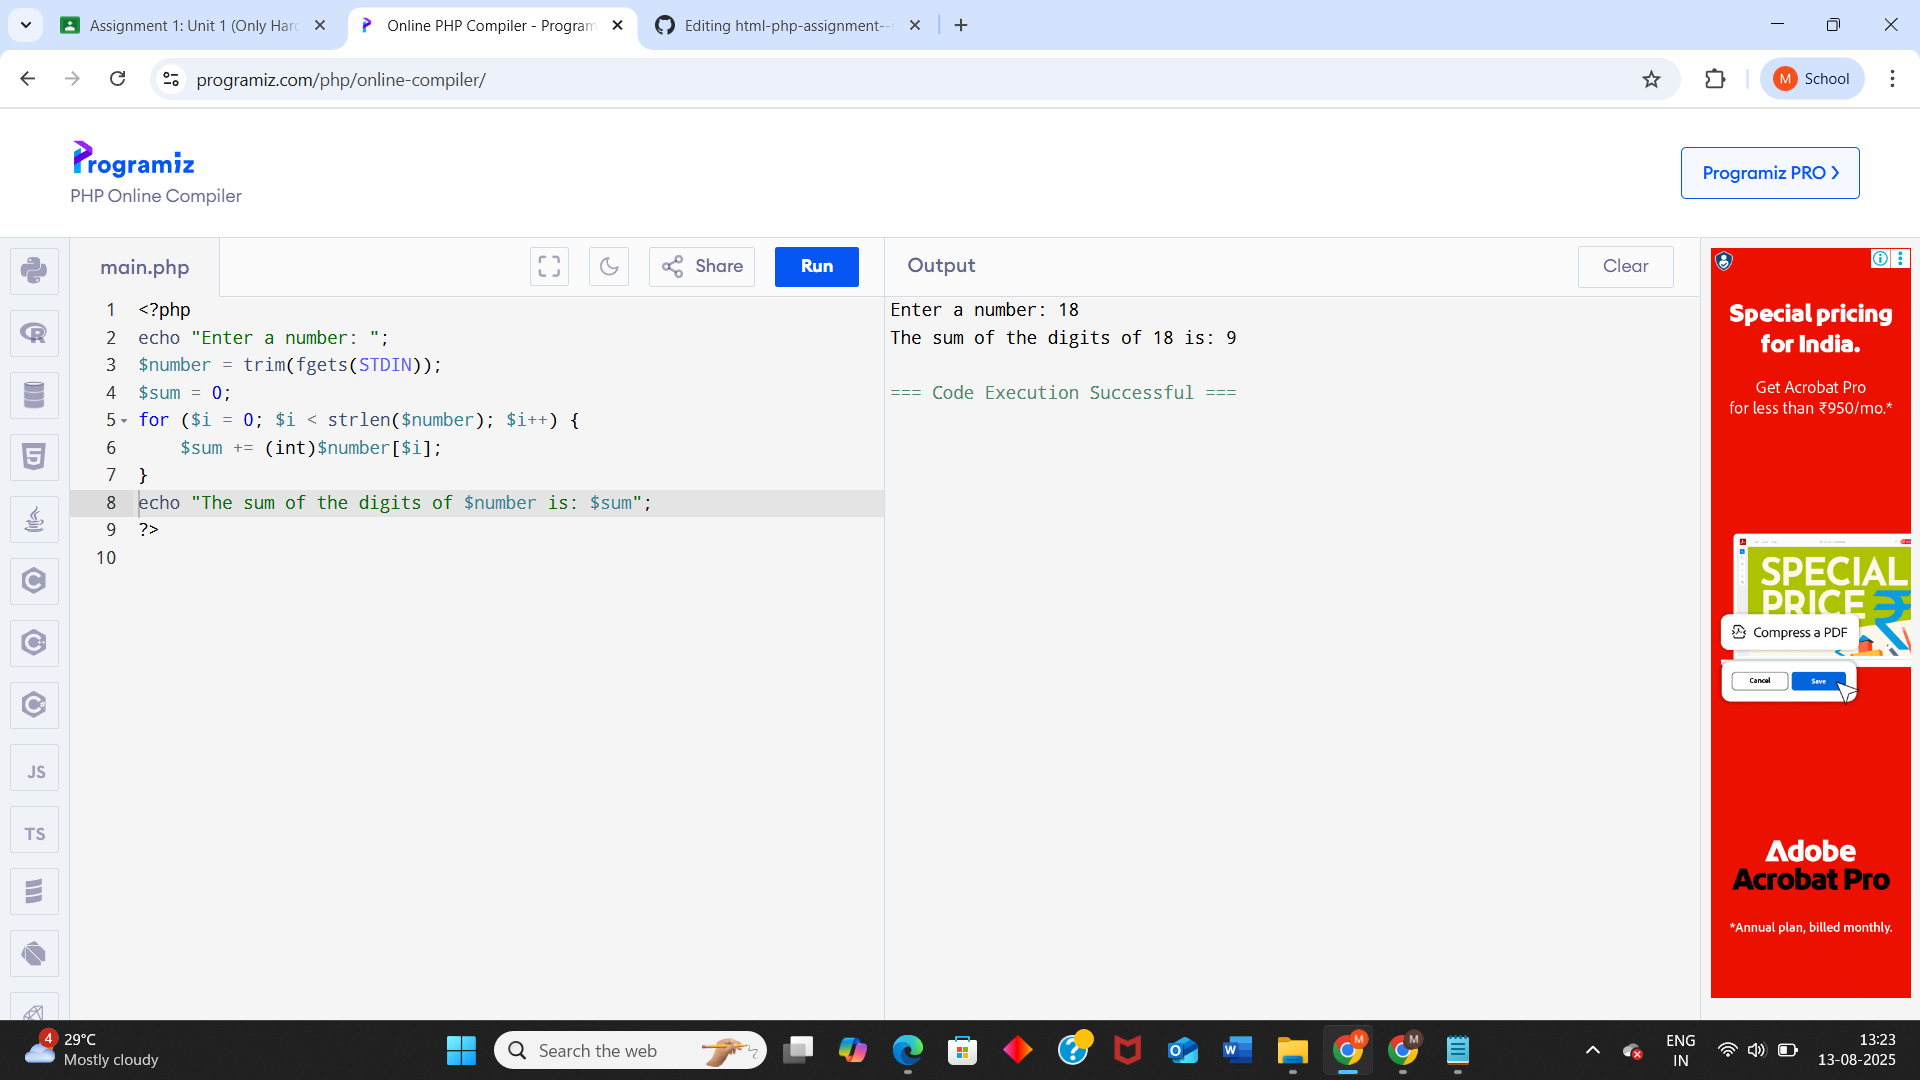 Assignment 1: Unit 1 (Only Hard
Online PHP Compiler - Program
Editing html-php-assignment--
programiz.com/php/online-compiler/
M School
Programiz
PHP Online Compiler
Programiz PRO
main.php
Share
Run
Output
Clear
1 <?php
2 echo "Enter a number: ";
3 $number = trim(fgets(STDIN));
4 $sum = 0;
5 for ($i = 0; $i < strlen($number); $i++) {
6     $sum += (int)$number[$i];
7 }
8 echo "The sum of the digits of $number is: $sum";
9 ?>
10
Enter a number: 18
The sum of the digits of 18 is: 9
=== Code Execution Successful ===
JS
TS
Special pricing
for India.
Get Acrobat Pro
for less than ₹950/mo.*
SPECIAL
PRICE ₹
Compress a PDF
Cancel
Save
Adobe
Acrobat Pro
*Annual plan, billed monthly.
4
29°C
Mostly cloudy
Search the web
ENG
IN
13:23
13-08-2025